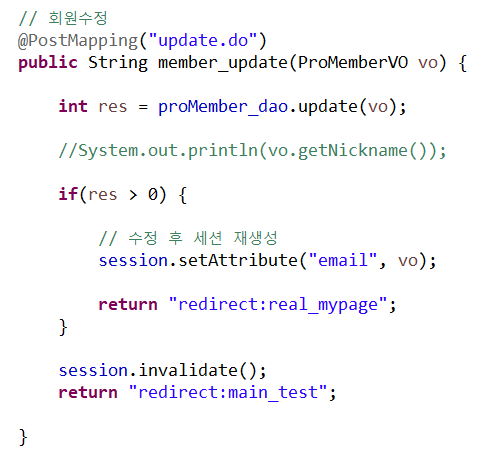 // 회원수정
@PostMapping("update.do")
public String member_update(ProMemberVO vo) {
int res = proMember_dao.update(vo);
//System.out.println(vo.getNickname());
if(res > 0) {
// 수정 후 세션 재생성
session.setAttribute("email", vo);
return "redirect:real_mypage";
}
session.invalidate();
return "redirect:main_test";
}